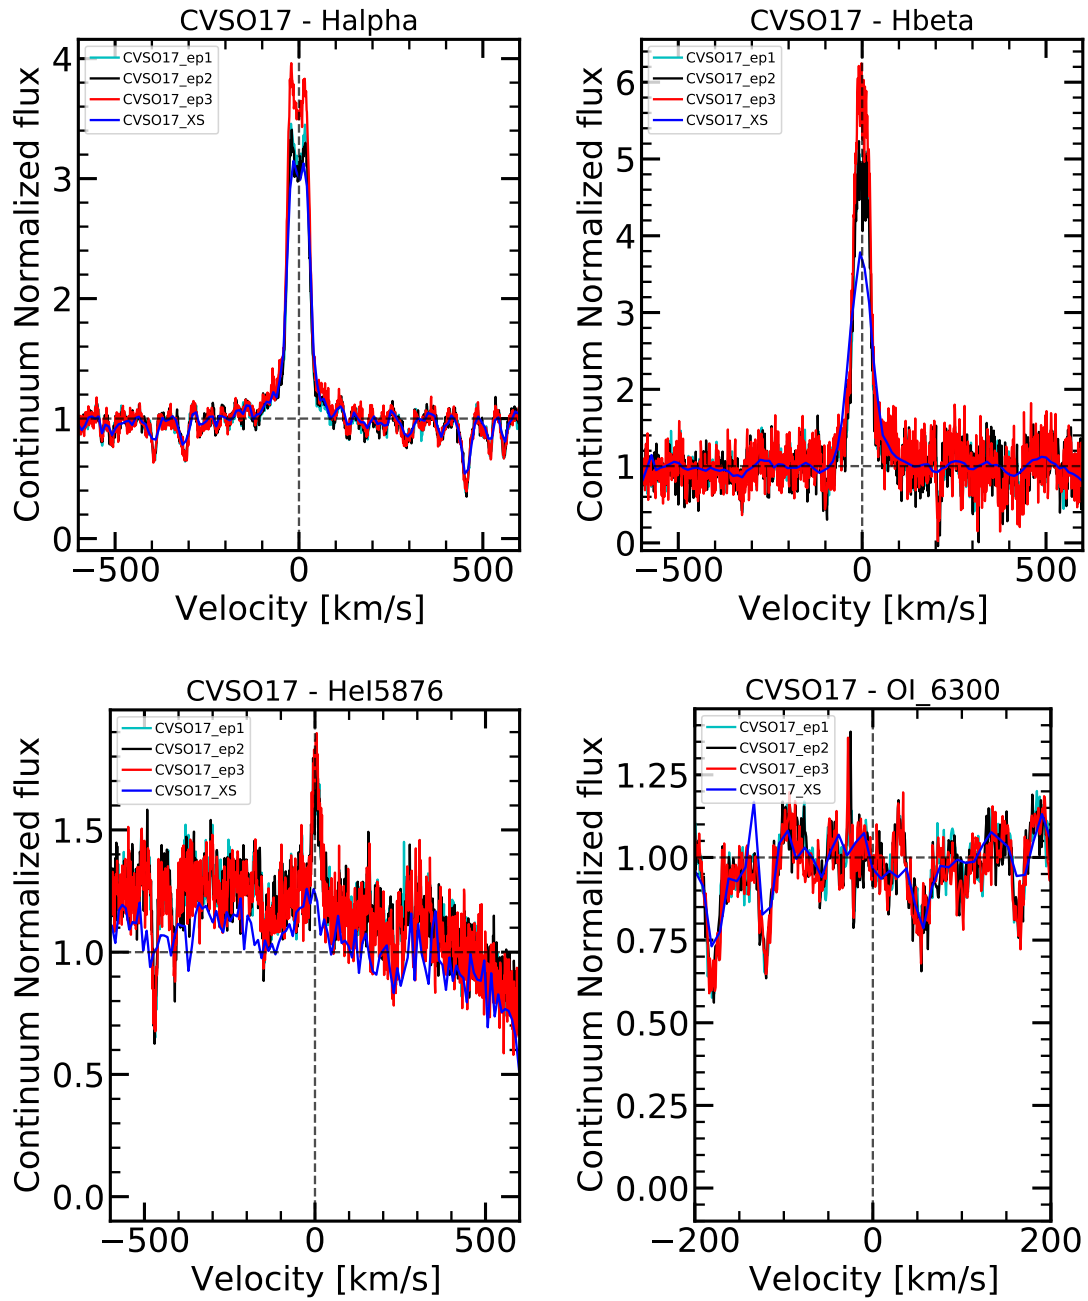 CVSO17 - Halpha
CVSO17_ep1
CVSO17_ep2
CVSO17_ep3
CVSO17_XS
Continuum Normalized flux
4
3
2
1
0
−500
0
500
Velocity [km/s]
CVSO17 - Hbeta
CVSO17_ep1
CVSO17_ep2
CVSO17_ep3
CVSO17_XS
Continuum Normalized flux
6
5
4
3
2
1
0
−500
0
500
Velocity [km/s]
CVSO17 - HeI5876
CVSO17_ep1
CVSO17_ep2
CVSO17_ep3
CVSO17_XS
Continuum Normalized flux
1.5
1.0
0.5
0.0
−500
0
500
Velocity [km/s]
CVSO17 - OI_6300
CVSO17_ep1
CVSO17_ep2
CVSO17_ep3
CVSO17_XS
Continuum Normalized flux
1.25
1.00
0.75
0.50
0.25
0.00
−200
0
200
Velocity [km/s]